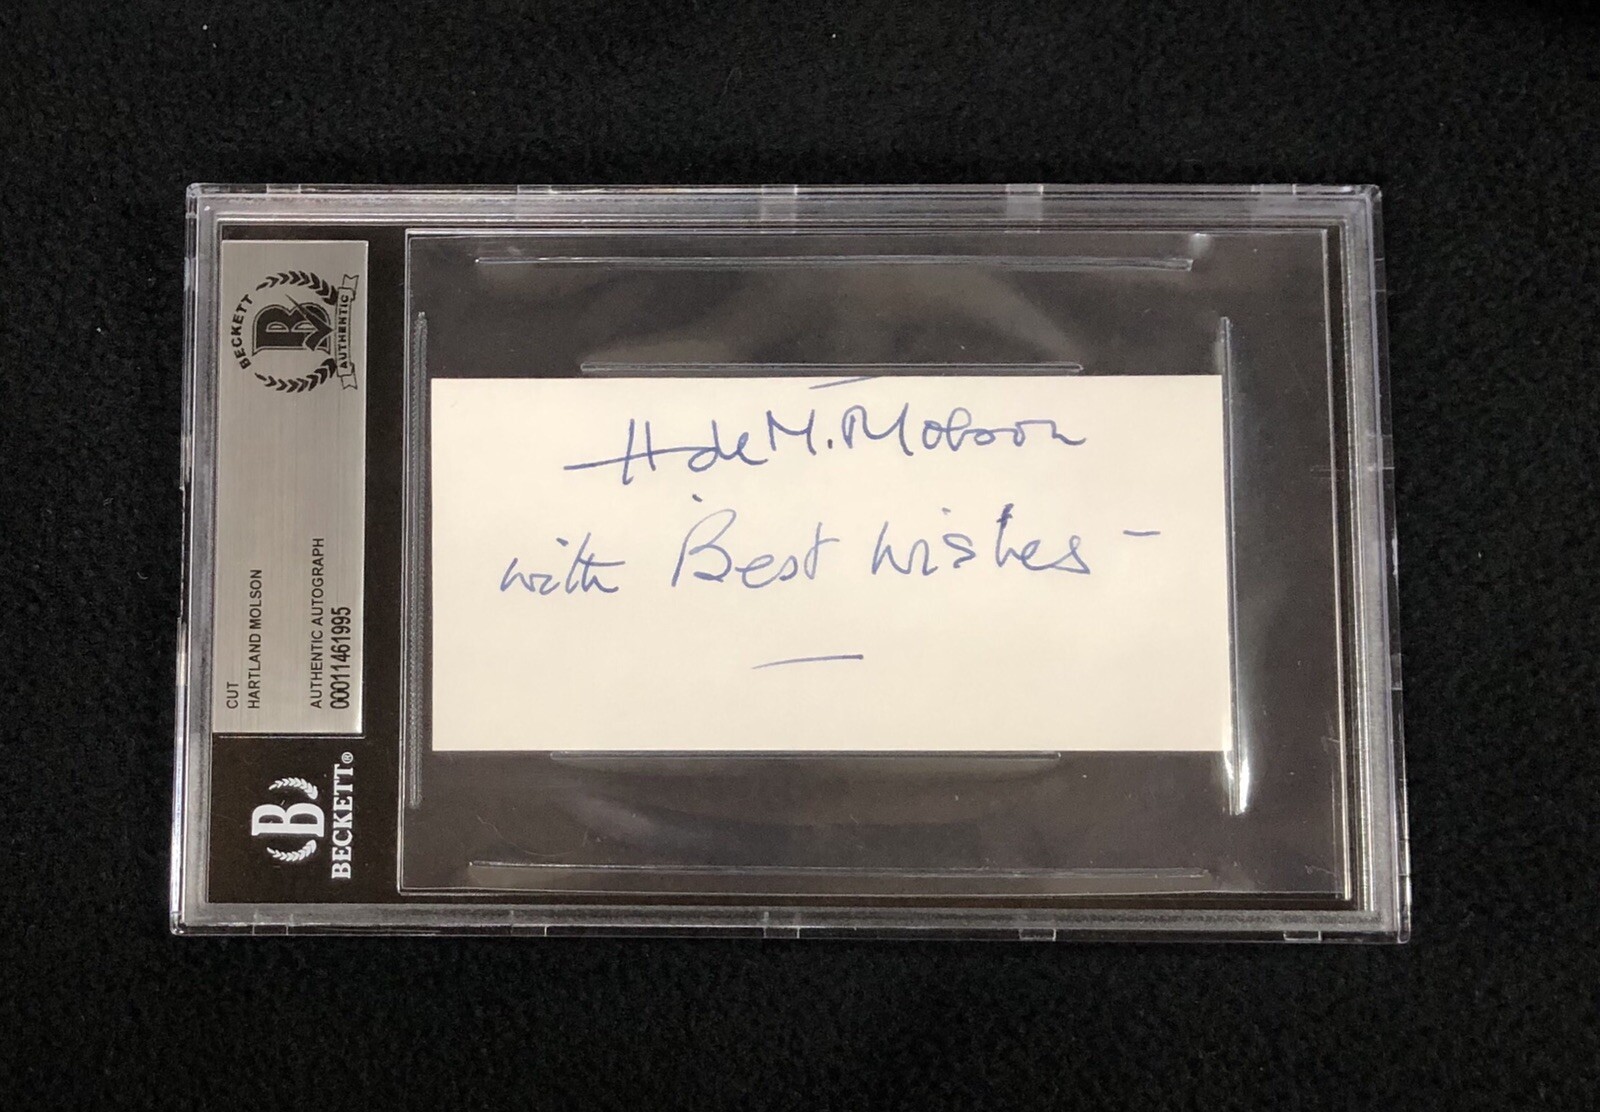 BECKETT
B
AUTHENTIC
CUT
HARTLAND MOLSON
AUTHENTIC AUTOGRAPH
00011461995
B
BECKETT®
H de M. Molson
with Best Wishes –